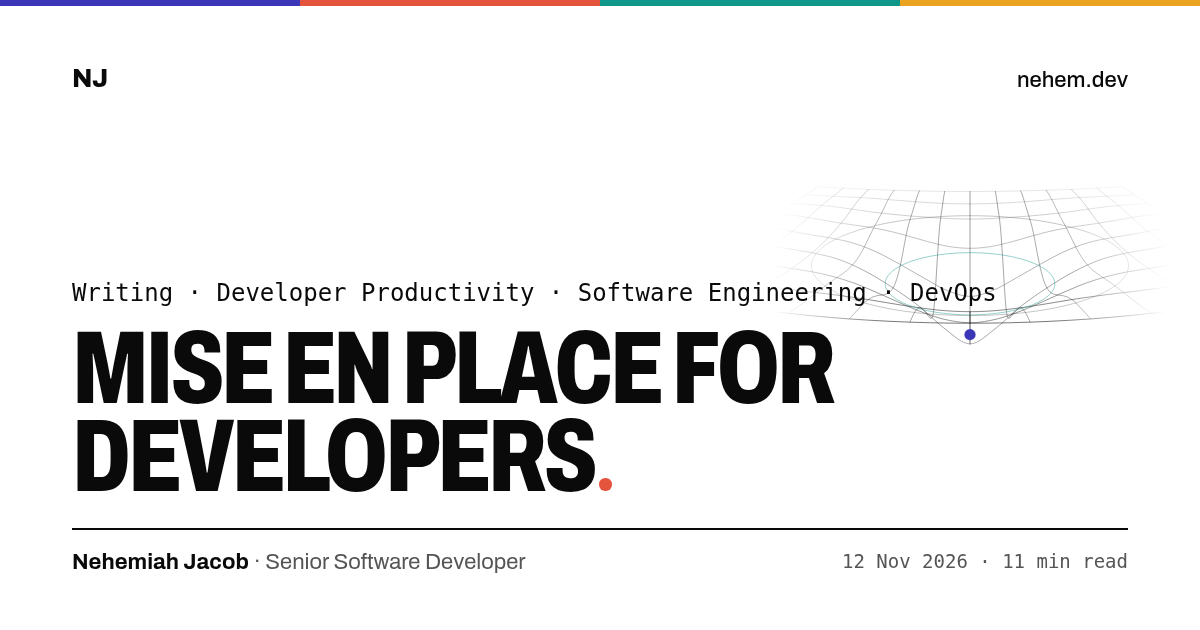 NJ
nehem.dev
Writing · Developer Productivity · Software Engineering · DevOps
MISE EN PLACE FOR
DEVELOPERS.
Nehemiah Jacob · Senior Software Developer
12 Nov 2026 · 11 min read